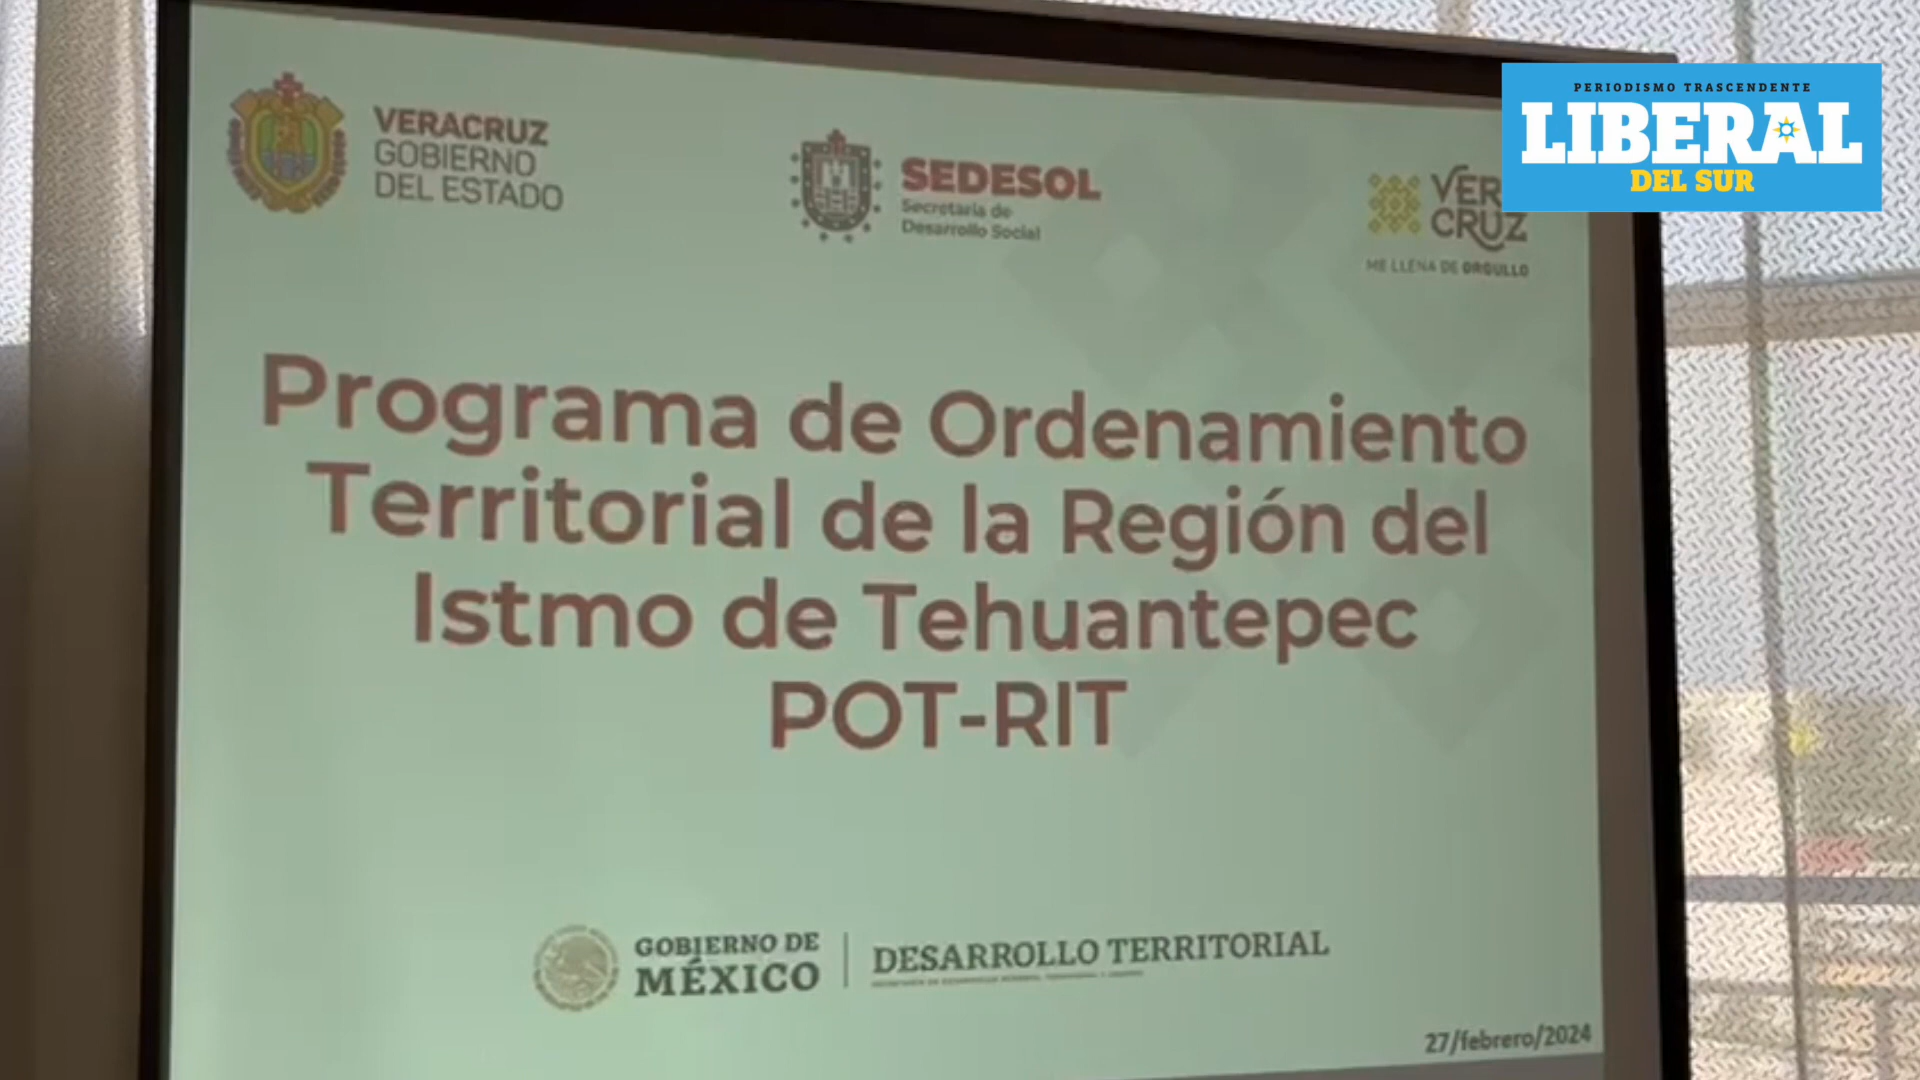 PERIODISMO TRASCENDENTE
LIBERAL
DEL SUR
VERACRUZ
GOBIERNO
DEL ESTADO
SEDESOL
Secretaría de
Desarrollo Social
VER
CRUZ
ME LLENA DE ORGULLO
Programa de Ordenamiento
Territorial de la Región del
Istmo de Tehuantepec
POT-RIT
GOBIERNO DE
MÉXICO
DESARROLLO TERRITORIAL
27/febrero/2024